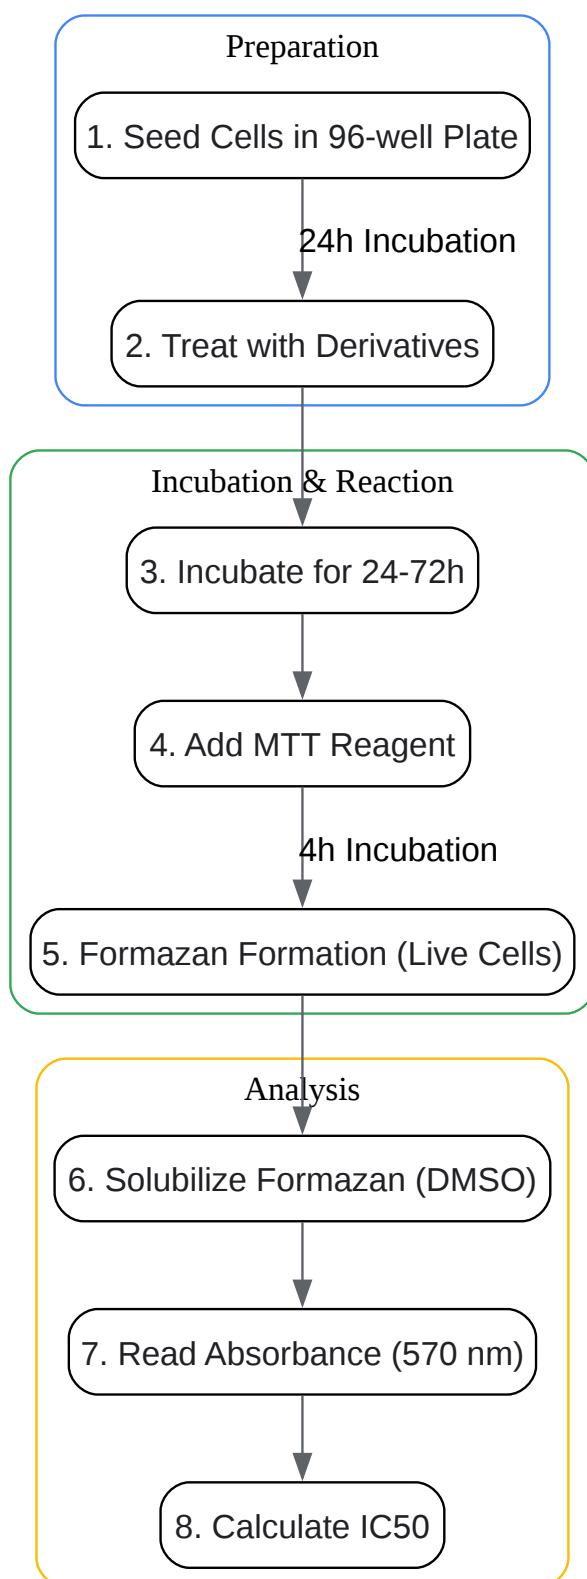 Preparation
1. Seed Cells in 96-well Plate
24h Incubation
2. Treat with Derivatives
Incubation & Reaction
3. Incubate for 24-72h
4. Add MTT Reagent
4h Incubation
5. Formazan Formation (Live Cells)
Analysis
6. Solubilize Formazan (DMSO)
7. Read Absorbance (570 nm)
8. Calculate IC50